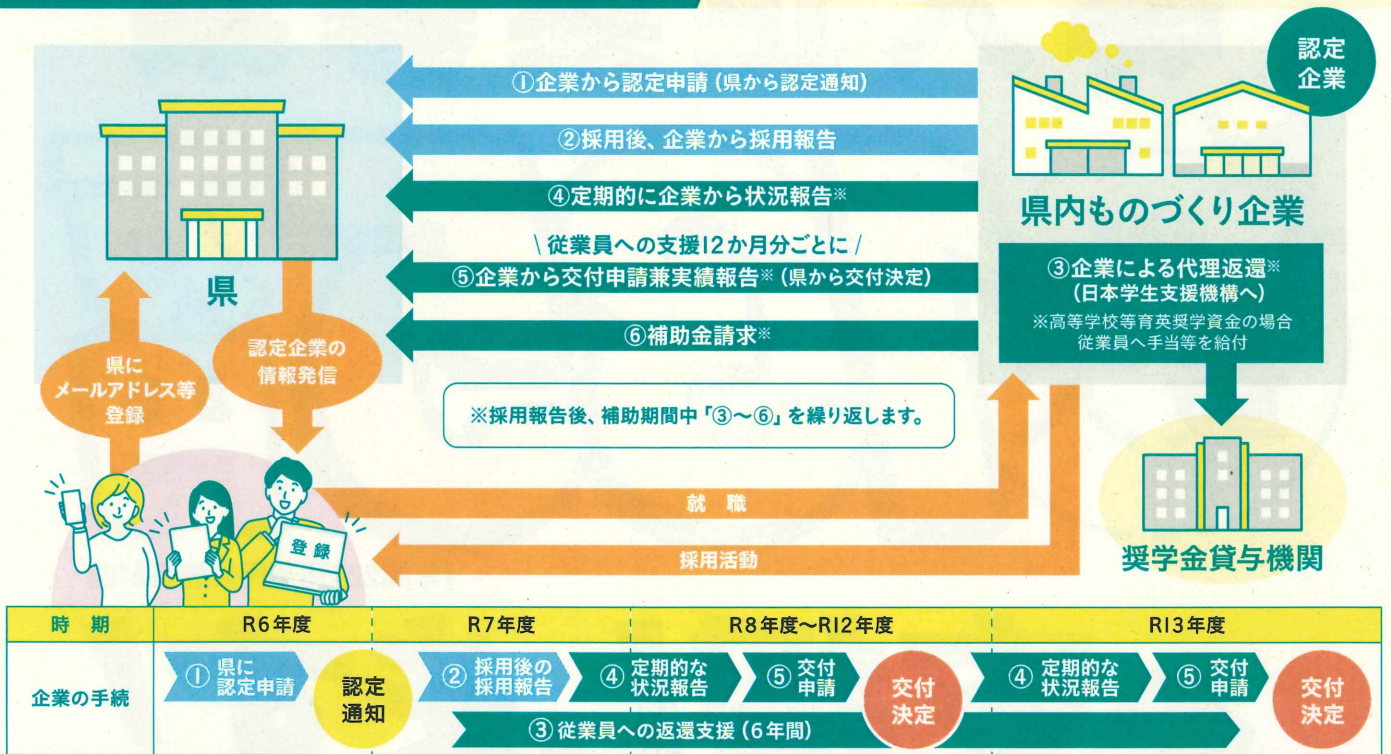 認定
企業
①企業から認定申請（県から認定通知）
②採用後、企業から採用報告
④定期的に企業から状況報告※
\ 従業員への支援12か月分ごとに /
⑤企業から交付申請兼実績報告※（県から交付決定）
⑥補助金請求※
※採用報告後、補助期間中「③～⑥」を繰り返します。
県
県内ものづくり企業
③企業による代理返還※
（日本学生支援機構へ）
※高等学校等育英奨学資金の場合
従業員へ手当等を給付
県に
メールアドレス等
登録
認定企業の
情報発信
登録
就 職
採用活動
奨学金貸与機関
時 期
R6年度
R7年度
R8年度～R12年度
R13年度
企業の手続
① 県に
認定申請
認定
通知
② 採用後の
採用報告
④ 定期的な
状況報告
⑤ 交付
申請
交付
決定
④ 定期的な
状況報告
⑤ 交付
申請
交付
決定
③ 従業員への返還支援（6年間）